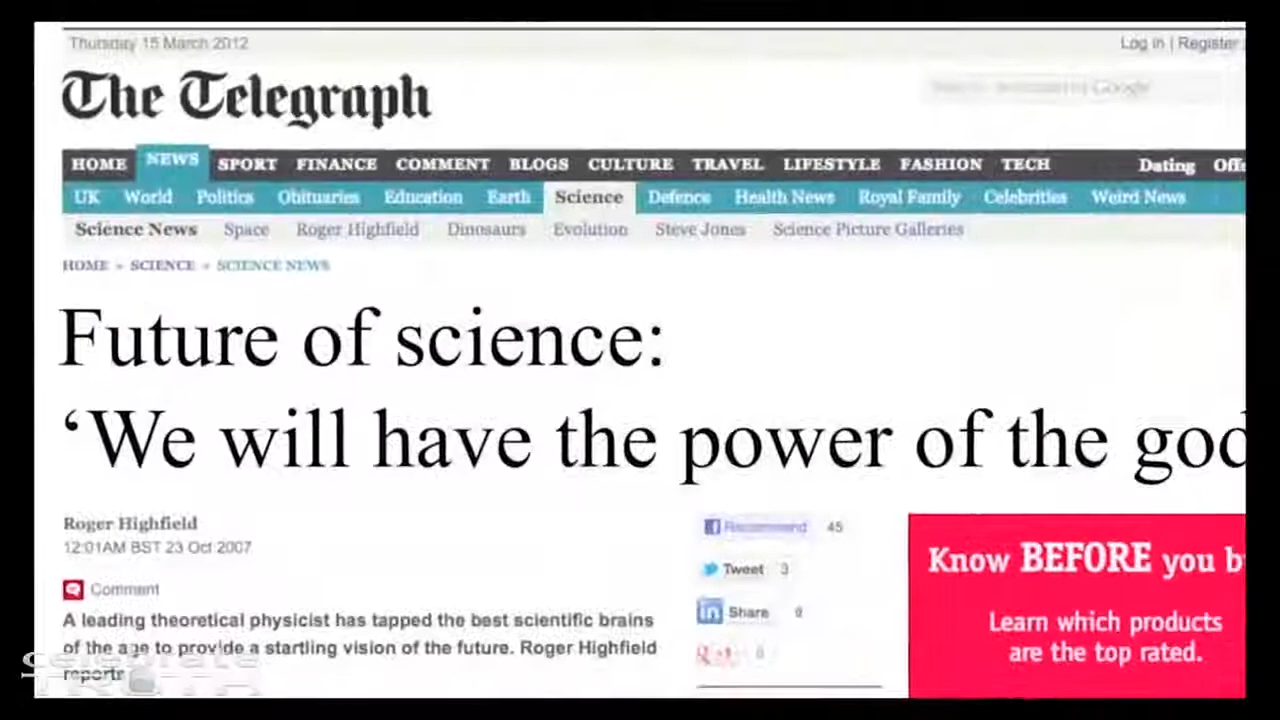 Thursday 15 March 2012
Log in | Register
The Telegraph
HOME NEWS SPORT FINANCE COMMENT BLOGS CULTURE TRAVEL LIFESTYLE FASHION TECH Dating Offe
UK World Politics Obituaries Education Earth Science Defence Health News Royal Family Celebrities Weird News
Science News Space Roger Highfield Dinosaurs Evolution Steve Jones Science Picture Galleries
HOME » SCIENCE » SCIENCE NEWS
Future of science:
‘We will have the power of the god
Roger Highfield
12:01AM BST 23 Oct 2007
Comment
A leading theoretical physicist has tapped the best scientific brains
of the age to provide a startling vision of the future. Roger Highfield
reports
Recommend 45
Tweet 3
Share 
Know BEFORE you b
Learn which products
are the top rated.
celebrate
TRUTH